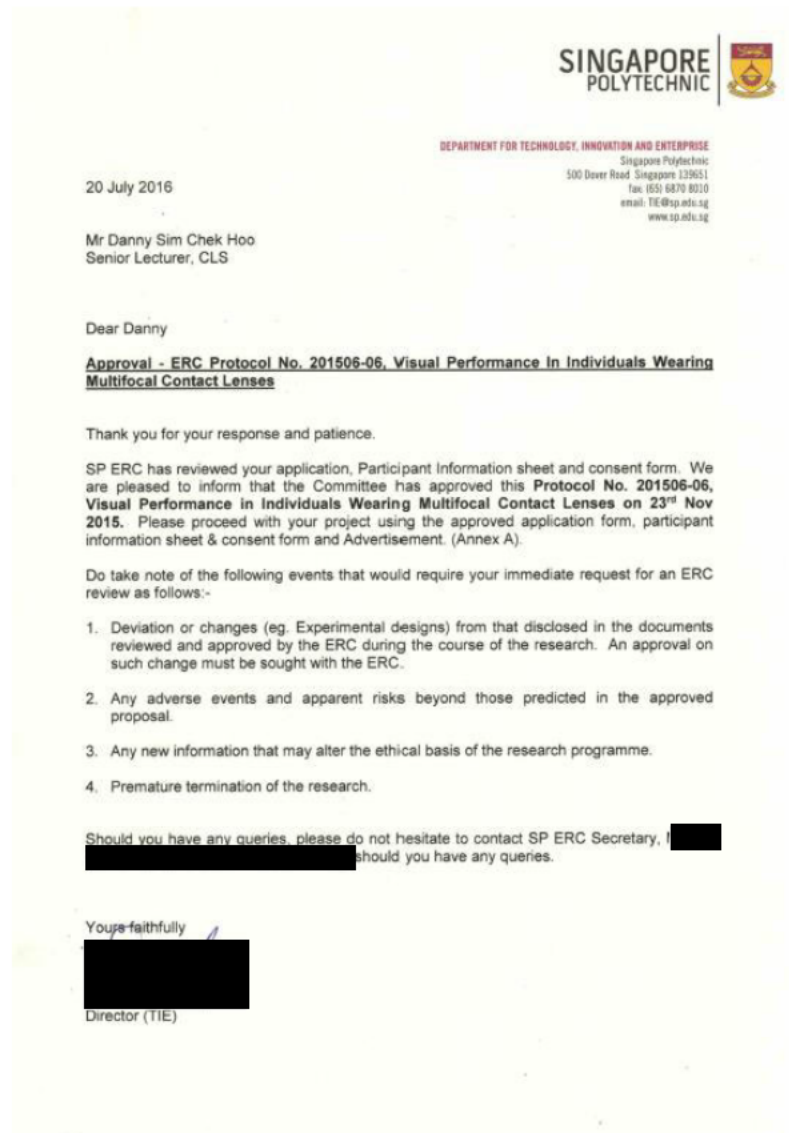 SINGAPORE
POLYTECHNIC
DEPARTMENT FOR TECHNOLOGY, INNOVATION AND ENTERPRISE
Singapore Polytechnic
500 Dover Road Singapore 139651
fax: (65) 6870 8010
email: TIE@sp.edu.sg
www.sp.edu.sg
20 July 2016
Mr Danny Sim Chek Hoo
Senior Lecturer, CLS
Dear Danny
Approval - ERC Protocol No. 201506-06, Visual Performance In Individuals Wearing
Multifocal Contact Lenses
Thank you for your response and patience.
SP ERC has reviewed your application, Participant Information sheet and consent form. We
are pleased to inform that the Committee has approved this Protocol No. 201506-06,
Visual Performance in Individuals Wearing Multifocal Contact Lenses on 23rd Nov
2015. Please proceed with your project using the approved application form, participant
information sheet & consent form and Advertisement. (Annex A).
Do take note of the following events that would require your immediate request for an ERC
review as follows:-
1. Deviation or changes (eg. Experimental designs) from that disclosed in the documents
reviewed and approved by the ERC during the course of the research. An approval on
such change must be sought with the ERC.
2. Any adverse events and apparent risks beyond those predicted in the approved
proposal.
3. Any new information that may alter the ethical basis of the research programme.
4. Premature termination of the research.
Should you have any queries, please do not hesitate to contact SP ERC Secretary,
should you have any queries.
Yours faithfully
Director (TIE)